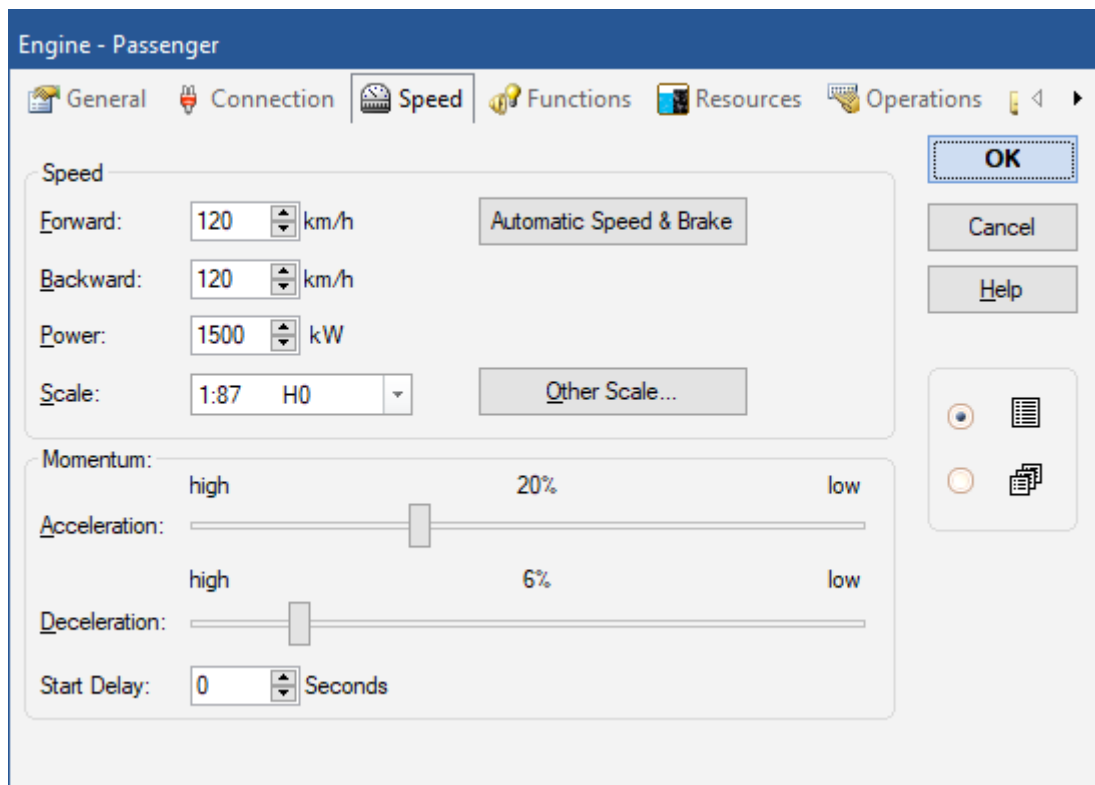 Engine - Passenger
General Connection Speed Functions Resources Operations
OK
Cancel
Help
Speed
Forward: 120 km/h Automatic Speed & Brake
Backward: 120 km/h
Power: 1500 kW
Scale: 1:87 H0 Other Scale...
Momentum:
high 20% low
Acceleration:
high 6% low
Deceleration:
Start Delay: 0 Seconds